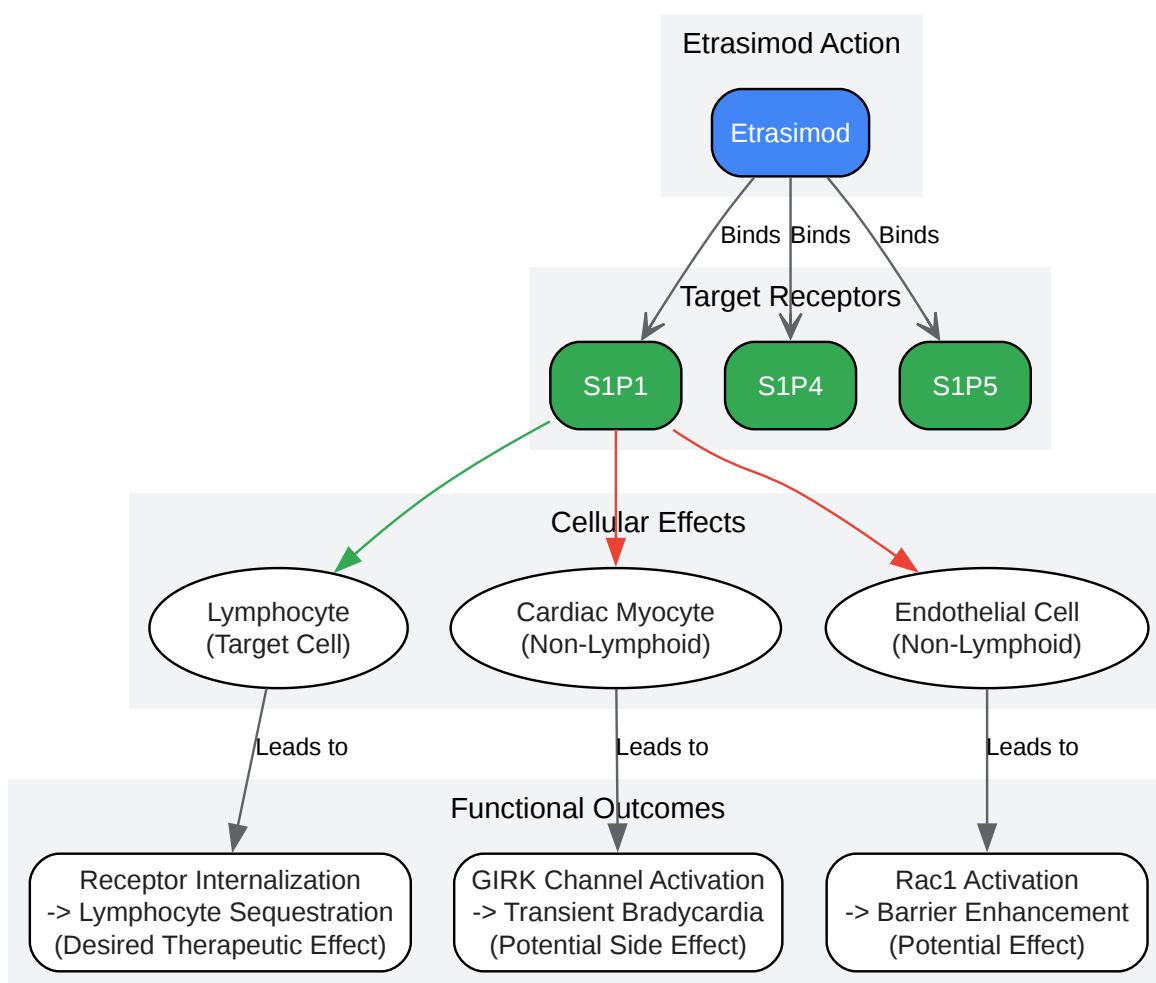 Etrasimod Action
Etrasimod
Binds
Binds
Binds
Target Receptors
S1P1
S1P4
S1P5
Cellular Effects
Lymphocyte
(Target Cell)
Cardiac Myocyte
(Non-Lymphoid)
Endothelial Cell
(Non-Lymphoid)
Leads to
Leads to
Leads to
Functional Outcomes
Receptor Internalization
-> Lymphocyte Sequestration
(Desired Therapeutic Effect)
GIRK Channel Activation
-> Transient Bradycardia
(Potential Side Effect)
Rac1 Activation
-> Barrier Enhancement
(Potential Effect)